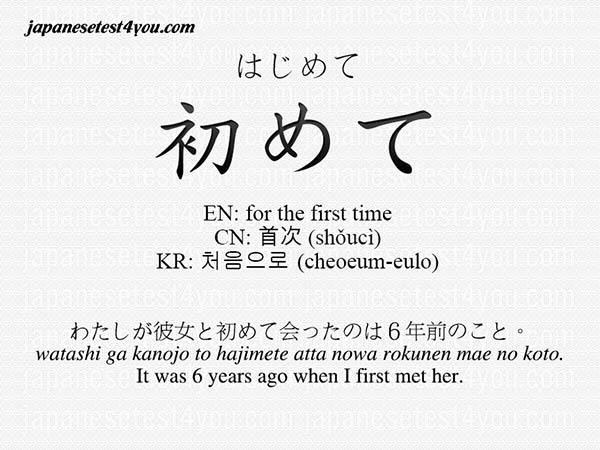 japanesetest4you.com
はじめて
初めて
EN: for the first time
CN: 首次 (shǒucì)
KR: 처음으로 (cheoeum-eulo)
わたしが彼女と初めて会ったのは６年前のこと。
watashi ga kanojo to hajimete atta nowa rokunen mae no koto.
It was 6 years ago when I first met her.